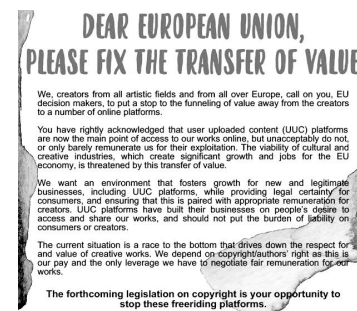 DEAR EUROPEAN UNION,
PLEASE FIX THE TRANSFER OF VALUE
We, creators from all artistic fields and from all over Europe, call on you, EU
decision makers, to put a stop to the funneling of value away from the creators
to a number of online platforms.
You have rightly acknowledged that user uploaded content (UUC) platforms
are now the main point of access to our works online, but unacceptably do not,
or only barely remunerate us for their exploitation. The viability of cultural and
creative industries, which create significant growth and jobs for the EU
economy, is threatened by this transfer of value.
We want an environment that fosters growth for new and legitimate
businesses, including UUC platforms, while providing legal certainty for
consumers, and ensuring that this is paired with appropriate remuneration for
creators. UUC platforms have built their businesses on people's desire to
access and share our works, and should not put the burden of liability on
consumers or creators.
The current situation is a race to the bottom that drives down the respect for
and value of creative works. We depend on copyright/authors' right as this is
our pay and the only leverage we have to negotiate fair remuneration for our
works.
The forthcoming legislation on copyright is your opportunity to
stop these freeriding platforms.